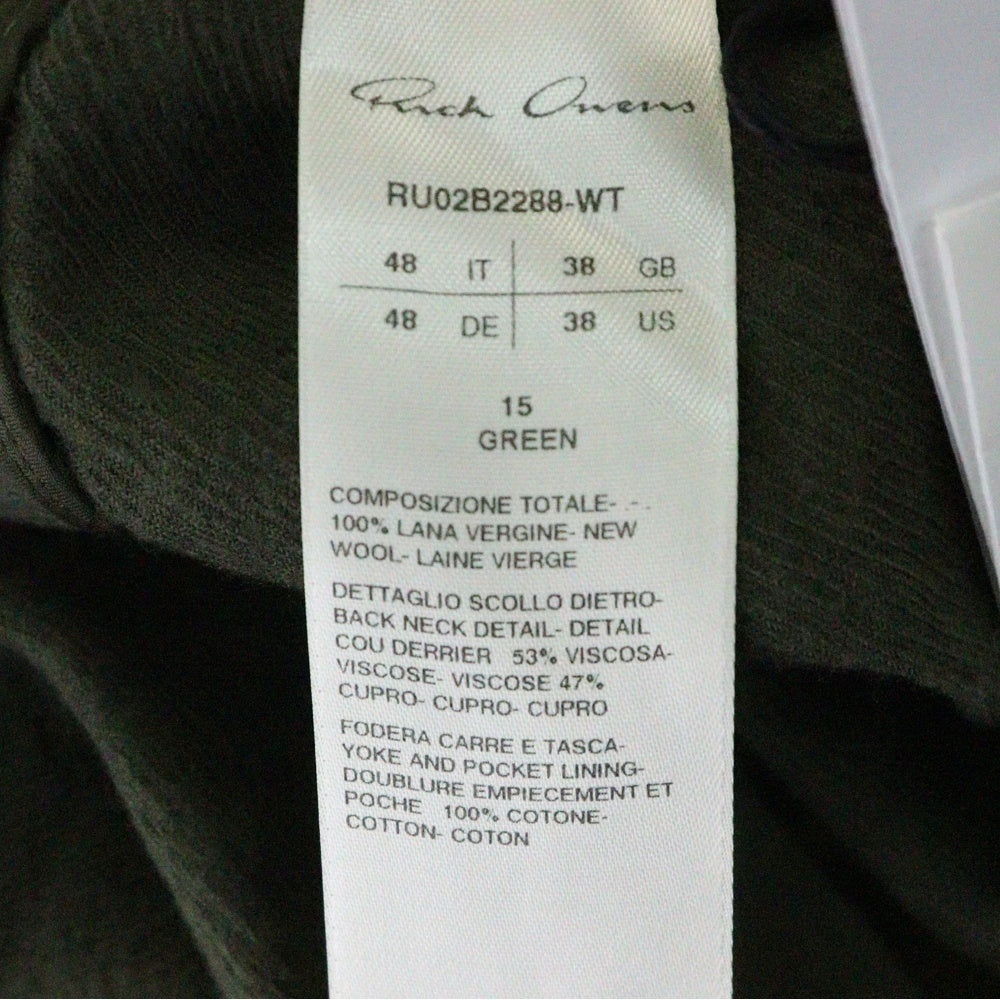 Rick Owens
RU02B2288-WT
48 IT 38 GB
48 DE 38 US
15
GREEN
COMPOSIZIONE TOTALE- - -
100% LANA VERGINE- NEW
WOOL- LAINE VIERGE
DETTAGLIO SCOLLO DIETRO-
BACK NECK DETAIL- DETAIL
COU DERRIER 53% VISCOSA-
VISCOSE- VISCOSE 47%
CUPRO- CUPRO- CUPRO
FODERA CARRE E TASCA-
YOKE AND POCKET LINING-
DOUBLURE EMPIECEMENT ET
POCHE 100% COTONE-
COTTON- COTON